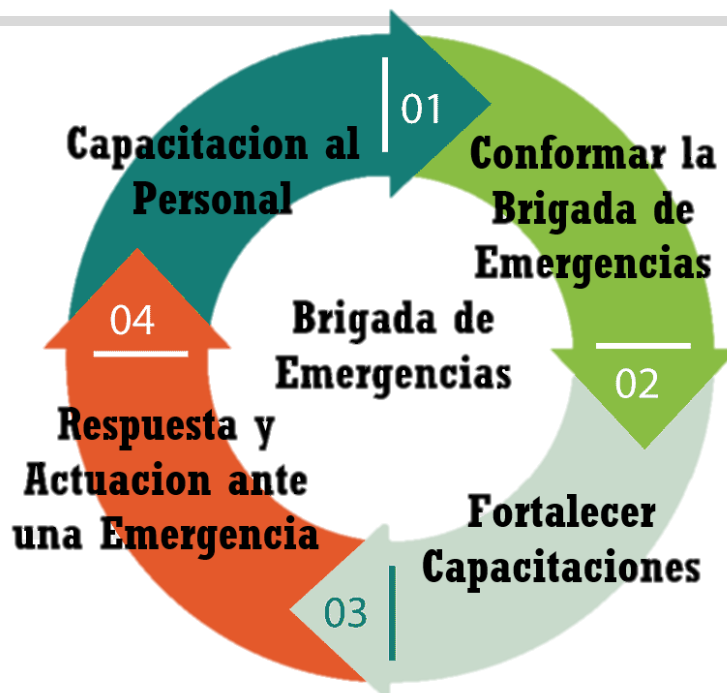 01
Capacitacion al
Personal
Conformar la
Brigada de
Emergencias
02
Brigada de
Emergencias
Fortalecer
Capacitaciones
03
04
Respuesta y
Actuacion ante
una Emergencia